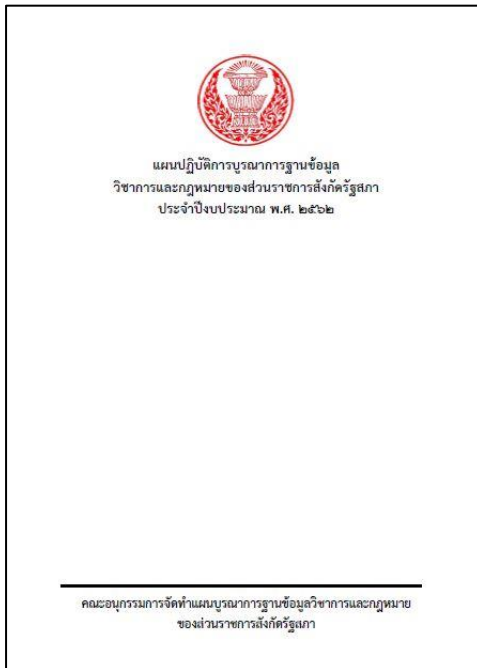 แผนปฏิบัติการบูรณาการฐานข้อมูล
วิชาการและกฎหมายของส่วนราชการสังกัดรัฐสภา
ประจำปีงบประมาณ พ.ศ. ๒๕๖๒
คณะอนุกรรมการจัดทำแผนบูรณาการฐานข้อมูลวิชาการและกฎหมาย
ของส่วนราชการสังกัดรัฐสภา